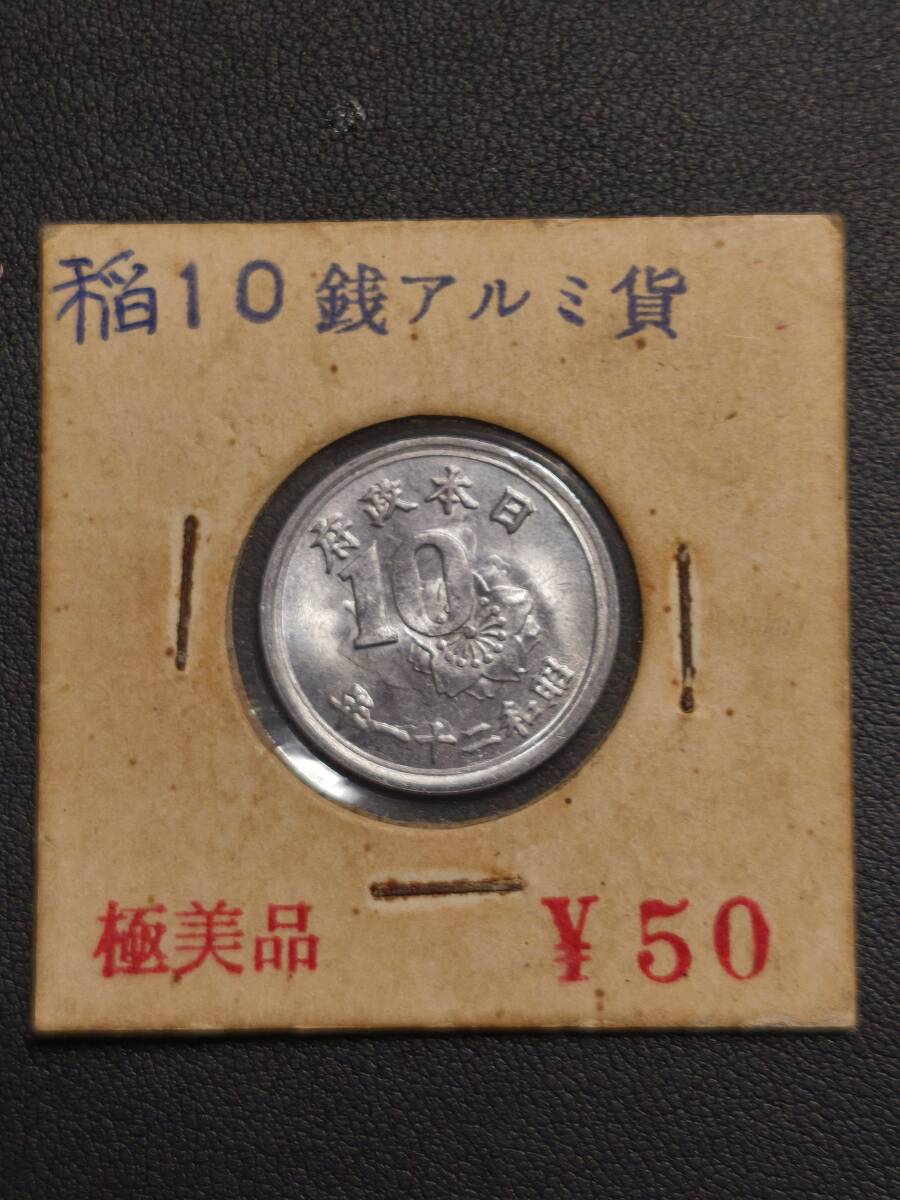 稲10銭アルミ貨
府政本日
10
年一十二和昭
極美品 ¥50